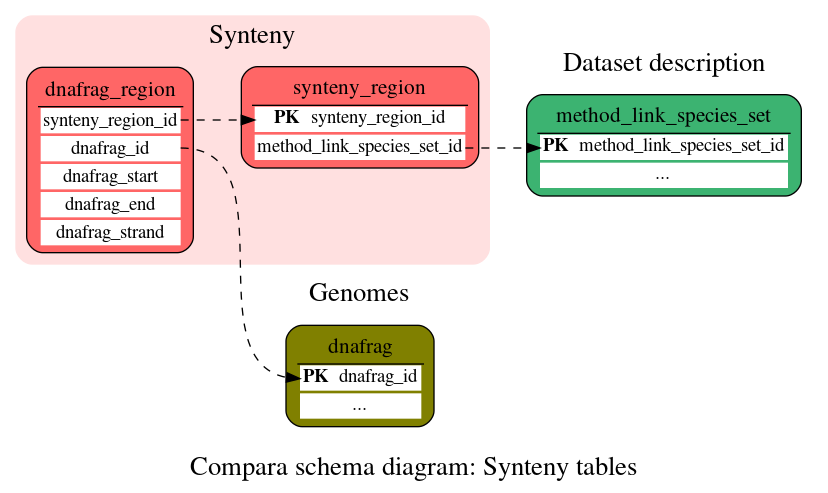 Synteny
dnafrag_region
synteny_region_id
dnafrag_id
dnafrag_start
dnafrag_end
dnafrag_strand
synteny_region
PK synteny_region_id
method_link_species_set_id
Dataset description
method_link_species_set
PK method_link_species_set_id
...
Genomes
dnafrag
PK dnafrag_id
...
Compara schema diagram: Synteny tables